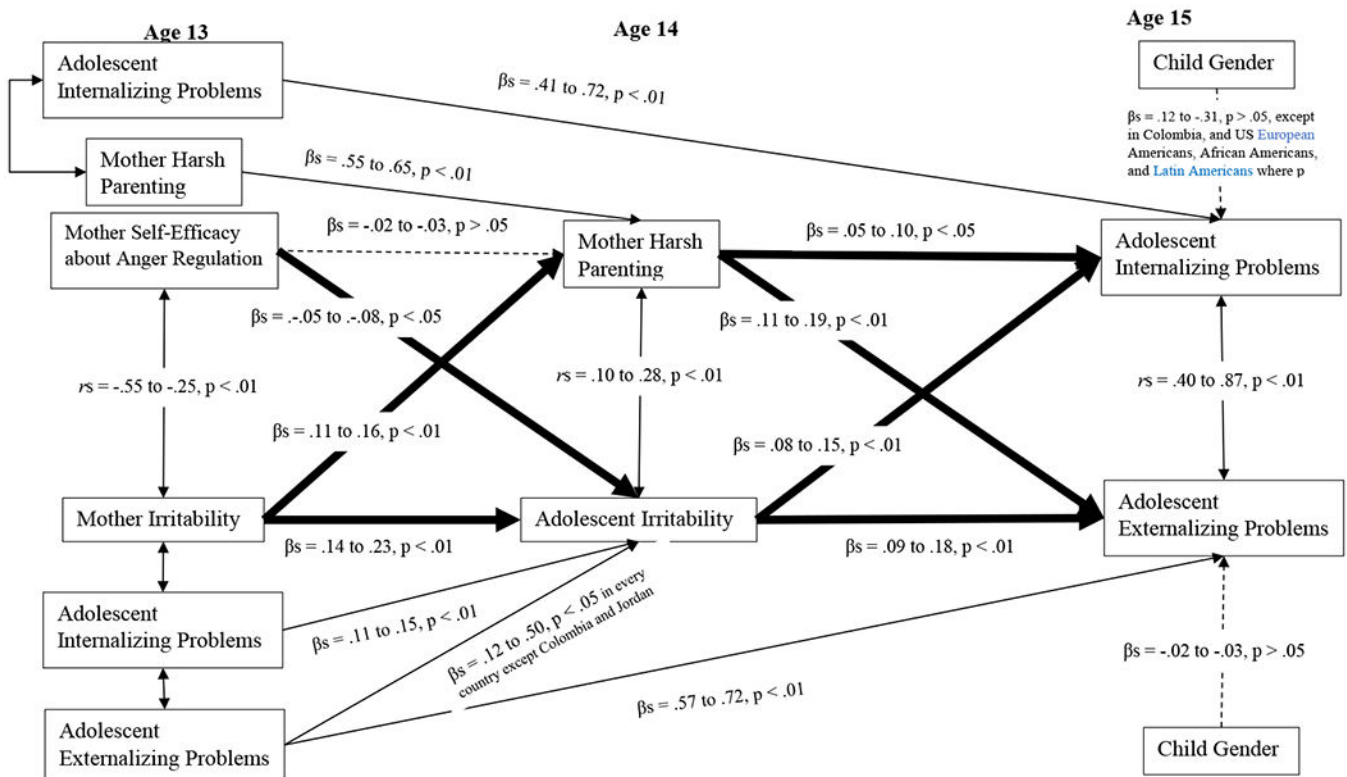 Age 13
Age 14
Age 15
Adolescent
Internalizing Problems
βs = .41 to .72, p < .01
Child Gender
βs = .12 to -.31, p > .05, except
in Colombia, and US European
Americans, African Americans,
and Latin Americans where p
Mother Harsh
Parenting
βs = .55 to .65, p < .01
Mother Self-Efficacy
about Anger Regulation
βs = -.02 to -.03, p > .05
Mother Harsh
Parenting
βs = .05 to .10, p < .05
Adolescent
Internalizing Problems
βs = .-.05 to .-.08, p < .05
βs = .11 to .19, p < .01
rs = -.55 to -.25, p < .01
rs = .10 to .28, p < .01
rs = .40 to .87, p < .01
βs = .11 to .16, p < .01
βs = .08 to .15, p < .01
Mother Irritability
Adolescent Irritability
Adolescent
Externalizing Problems
βs = .14 to .23, p < .01
βs = .09 to .18, p < .01
Adolescent
Internalizing Problems
βs = .11 to .15, p < .01
βs = .12 to .50, p < .05 in every
country except Colombia and Jordan
βs = .57 to .72, p < .01
βs = -.02 to -.03, p > .05
Adolescent
Externalizing Problems
Child Gender